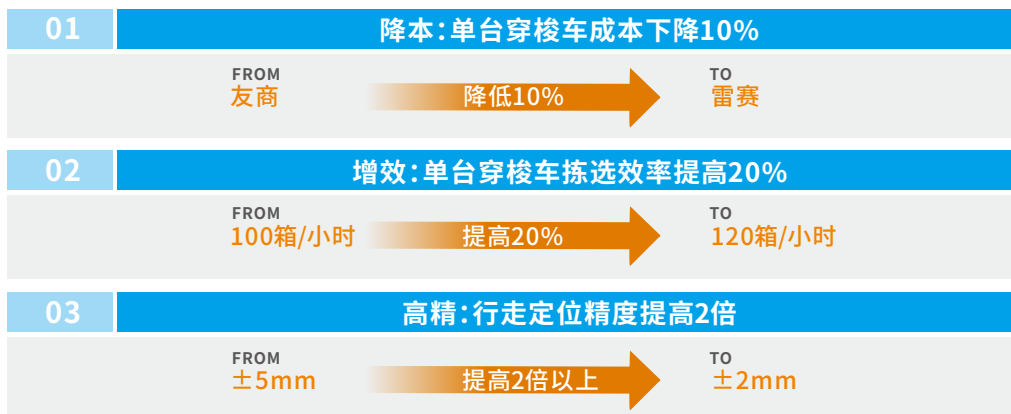 01 降本：单台穿梭车成本下降10%
FROM TO
友商 降低10% 雷赛
02 增效：单台穿梭车拣选效率提高20%
FROM TO
100箱/小时 提高20% 120箱/小时
03 高精：行走定位精度提高2倍
FROM TO
±5mm 提高2倍以上 ±2mm